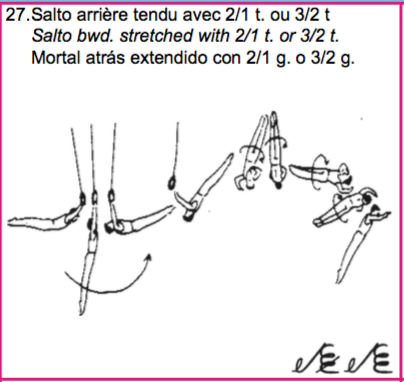 27.Salto arrière tendu avec 2/1 t. ou 3/2 t
Salto bwd. stretched with 2/1 t. or 3/2 t.
Mortal atrás extendido con 2/1 g. o 3/2 g.